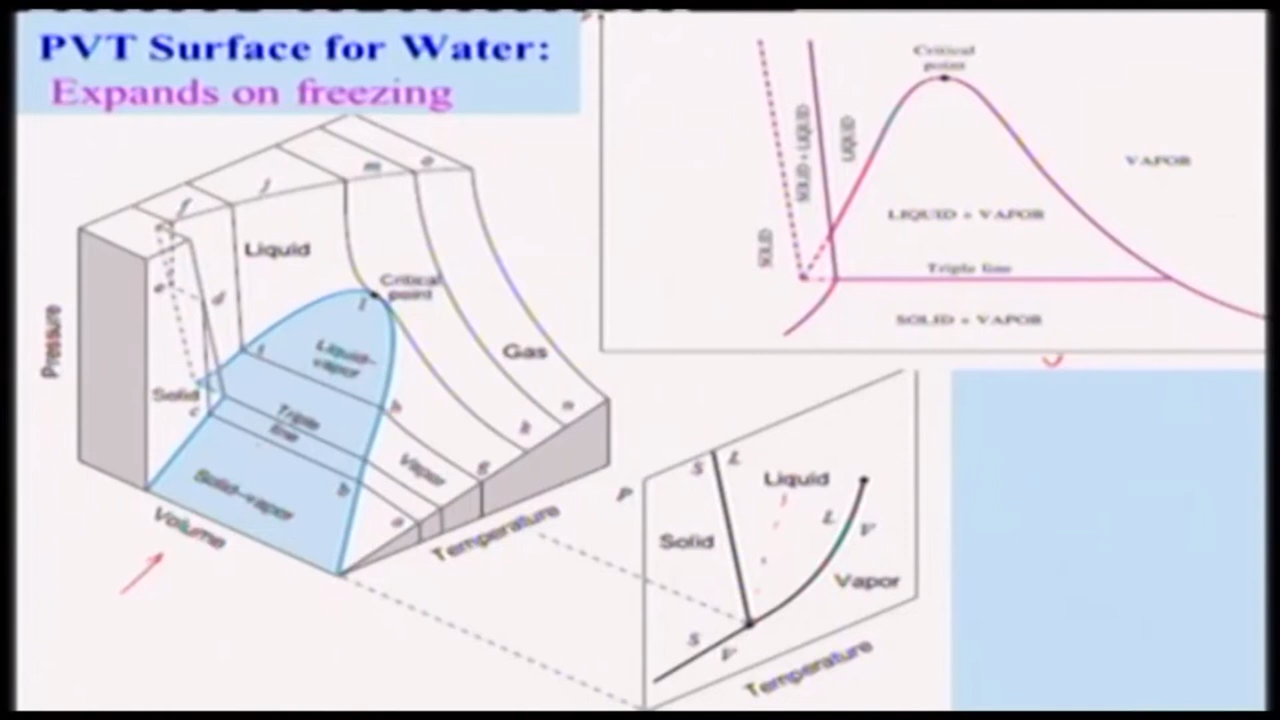 PVT Surface for Water:
Expands on freezing
f
j
m
o
Liquid
Critical
point
e
d
l
Pressure
Gas
Liquid-
vapor
Solid
c
Triple
line
h
n
k
Vapor
g
Solid-vapor
b
a
Volume
Temperature
Critical
point
SOLID + LIQUID
LIQUID
VAPOR
LIQUID + VAPOR
SOLID
Triple line
SOLID + VAPOR
P
S
L
Liquid
Solid
L
V
Vapor
S
V
Temperature